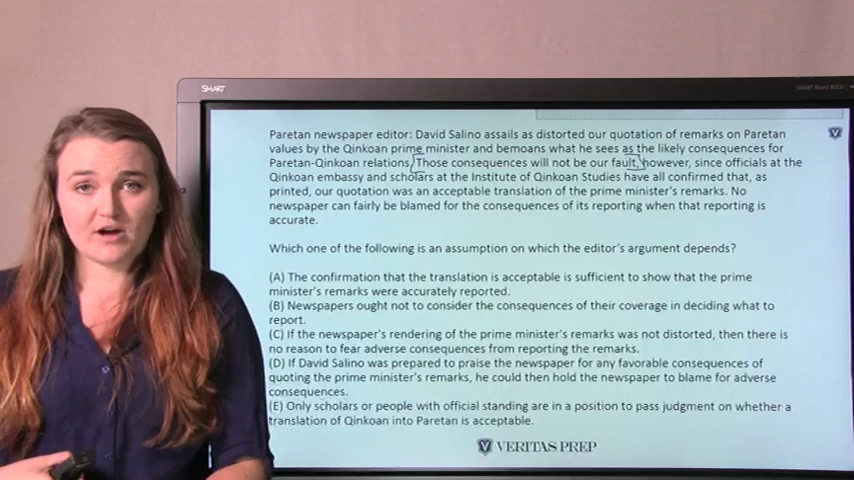 SMART
Paretan newspaper editor: David Salino assails as distorted our quotation of remarks on Paretan
values by the Qinkoan prime minister and bemoans what he sees as the likely consequences for
Paretan-Qinkoan relations. Those consequences will not be our fault, however, since officials at the
Qinkoan embassy and scholars at the Institute of Qinkoan Studies have all confirmed that, as
printed, our quotation was an acceptable translation of the prime minister's remarks. No
newspaper can fairly be blamed for the consequences of its reporting when that reporting is
accurate.
Which one of the following is an assumption on which the editor's argument depends?
(A) The confirmation that the translation is acceptable is sufficient to show that the prime
minister's remarks were accurately reported.
(B) Newspapers ought not to consider the consequences of their coverage in deciding what to
report.
(C) If the newspaper's rendering of the prime minister's remarks was not distorted, then there is
no reason to fear adverse consequences from reporting the remarks.
(D) If David Salino was prepared to praise the newspaper for any favorable consequences of
quoting the prime minister's remarks, he could then hold the newspaper to blame for adverse
consequences.
(E) Only scholars or people with official standing are in a position to pass judgment on whether a
translation of Qinkoan into Paretan is acceptable.
VERITAS PREP